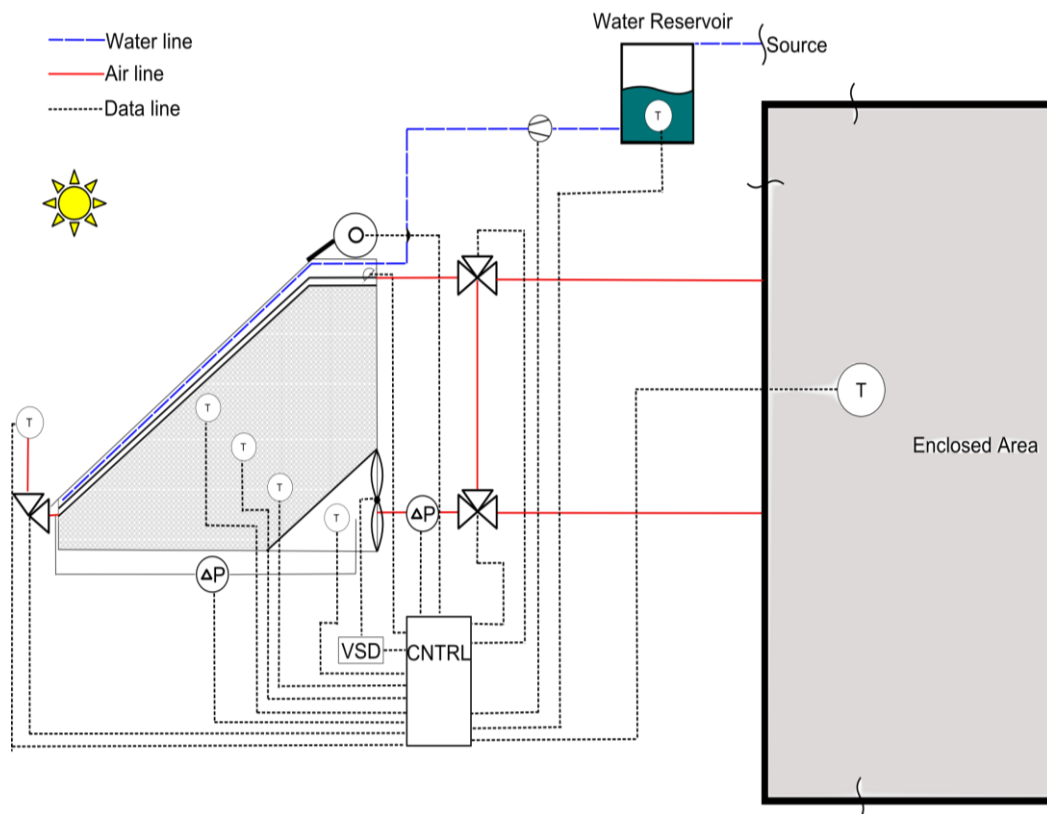 Water Reservoir
Water line
Source
Air line
Data line
T
T
T
T
Enclosed Area
T
T
T
ΔP
ΔP
VSD
CNTRL